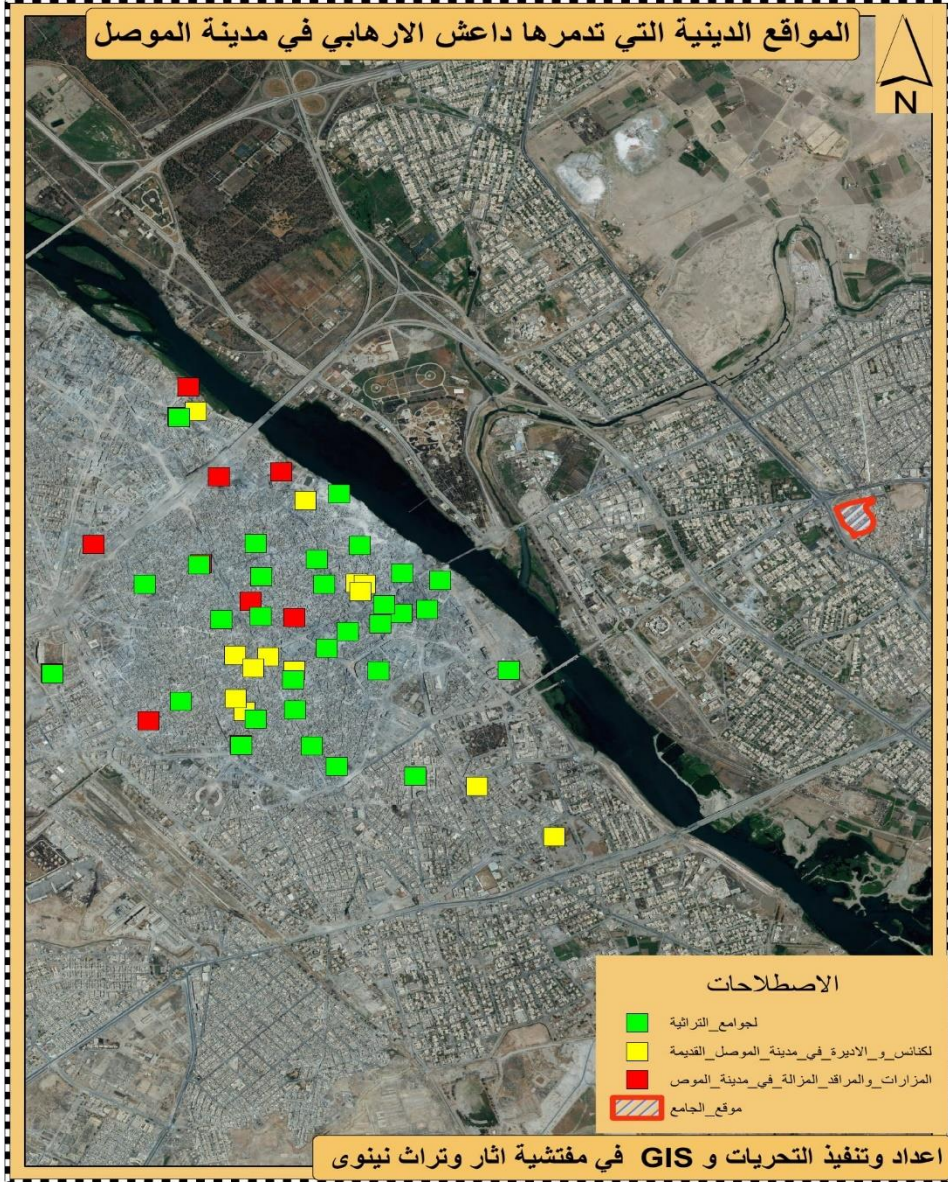 المواقع الدينية التي تدمرها داعش الارهابي في مدينة الموصل
N
الاصطلاحات
لجوامع_التراثية
لكنائس_و_الاديرة_في_مدينة_الموصل_القديمة
المزارات_والمراقد_المزالة_في_مدينة_الموص
موقع_الجامع
اعداد وتنفيذ التحريات و GIS في مفتشية اثار وتراث نينوى